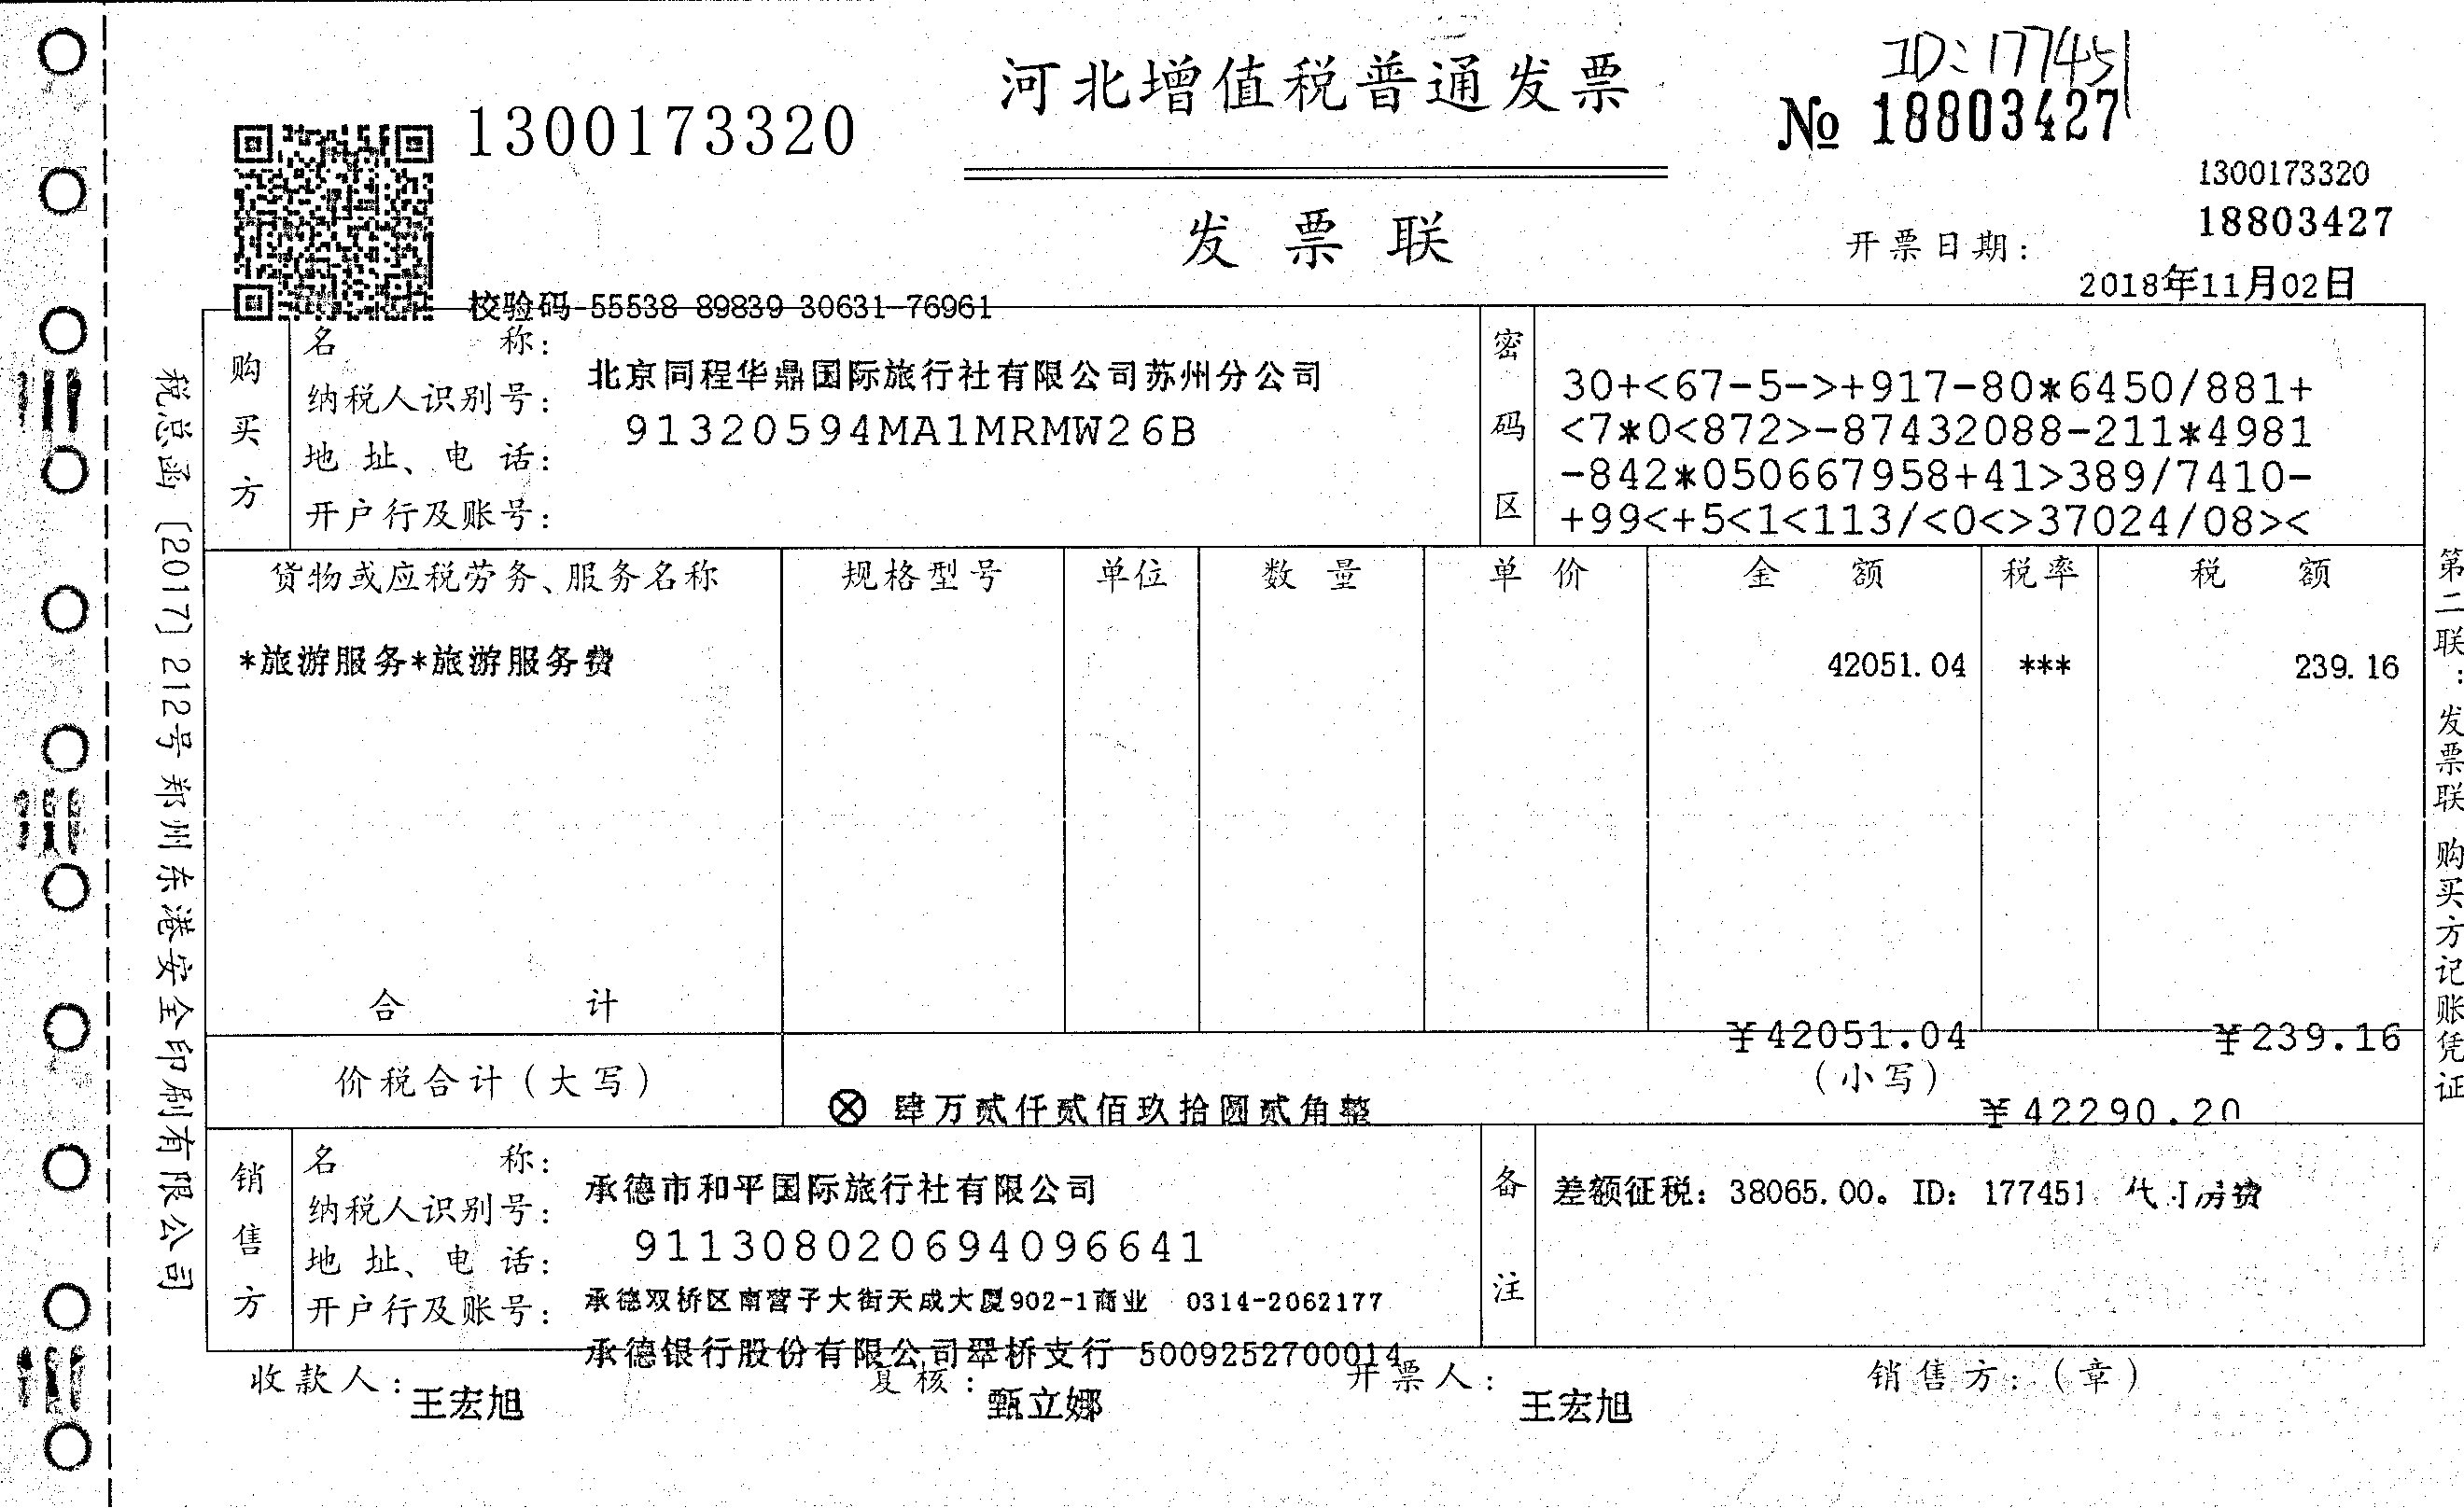 ID:177451
河北增值税普通发票
1300173320
№ 18803427
1300173320
18803427
发票联
开票日期:
2018年11月02日
校验码 55538 89839 30631 76961
购买方
名称:
北京同程华鼎国际旅行社有限公司苏州分公司
纳税人识别号:
91320594MA1MRMW26B
地址、电话:
开户行及账号:
密码区
30+<67-5->+917-80*6450/881+
<7*0<872>-87432088-211*4981
-842*050667958+41>389/7410-
+99<+5<1<113/<0<>37024/08><
货物或应税劳务、服务名称 规格型号 单位 数量 单价 金额 税率 税额
*旅游服务*旅游服务费 42051.04 *** 239.16
合计 ¥42051.04 ¥239.16
价税合计(大写) ⊗ 肆万贰仟贰佰玖拾圆贰角整 (小写) ¥42290.20
销售方
名称:
承德市和平国际旅行社有限公司
纳税人识别号:
911308020694096641
地址、电话:
承德双桥区南营子大街天成大厦902-1商业 0314-2062177
开户行及账号:
承德银行股份有限公司翠桥支行 5009252700014
备注
差额征税: 38065.00。ID: 177451 代订房费
收款人: 王宏旭 复核: 甄立娜 开票人: 王宏旭 销售方:(章)
税总函〔2017〕212号郑州东港安全印刷有限公司
第二联:发票联 购买方记账凭证